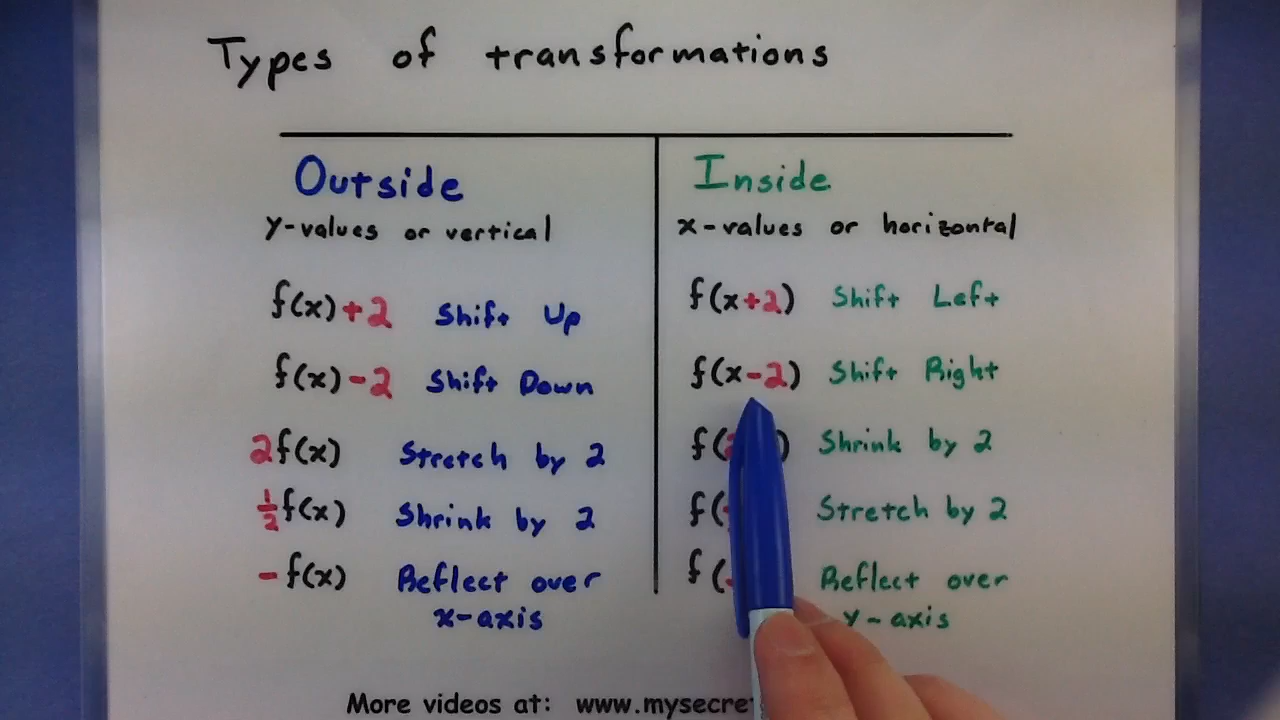 Types of transformations
Outside
y-values or vertical
f(x)+2 Shift Up
f(x)-2 Shift Down
2f(x) Stretch by 2
½f(x) Shrink by 2
-f(x) Reflect over
x-axis
Inside
x-values or horizontal
f(x+2) Shift Left
f(x-2) Shift Right
Shrink by 2
Stretch by 2
Reflect over
y-axis
More videos at: